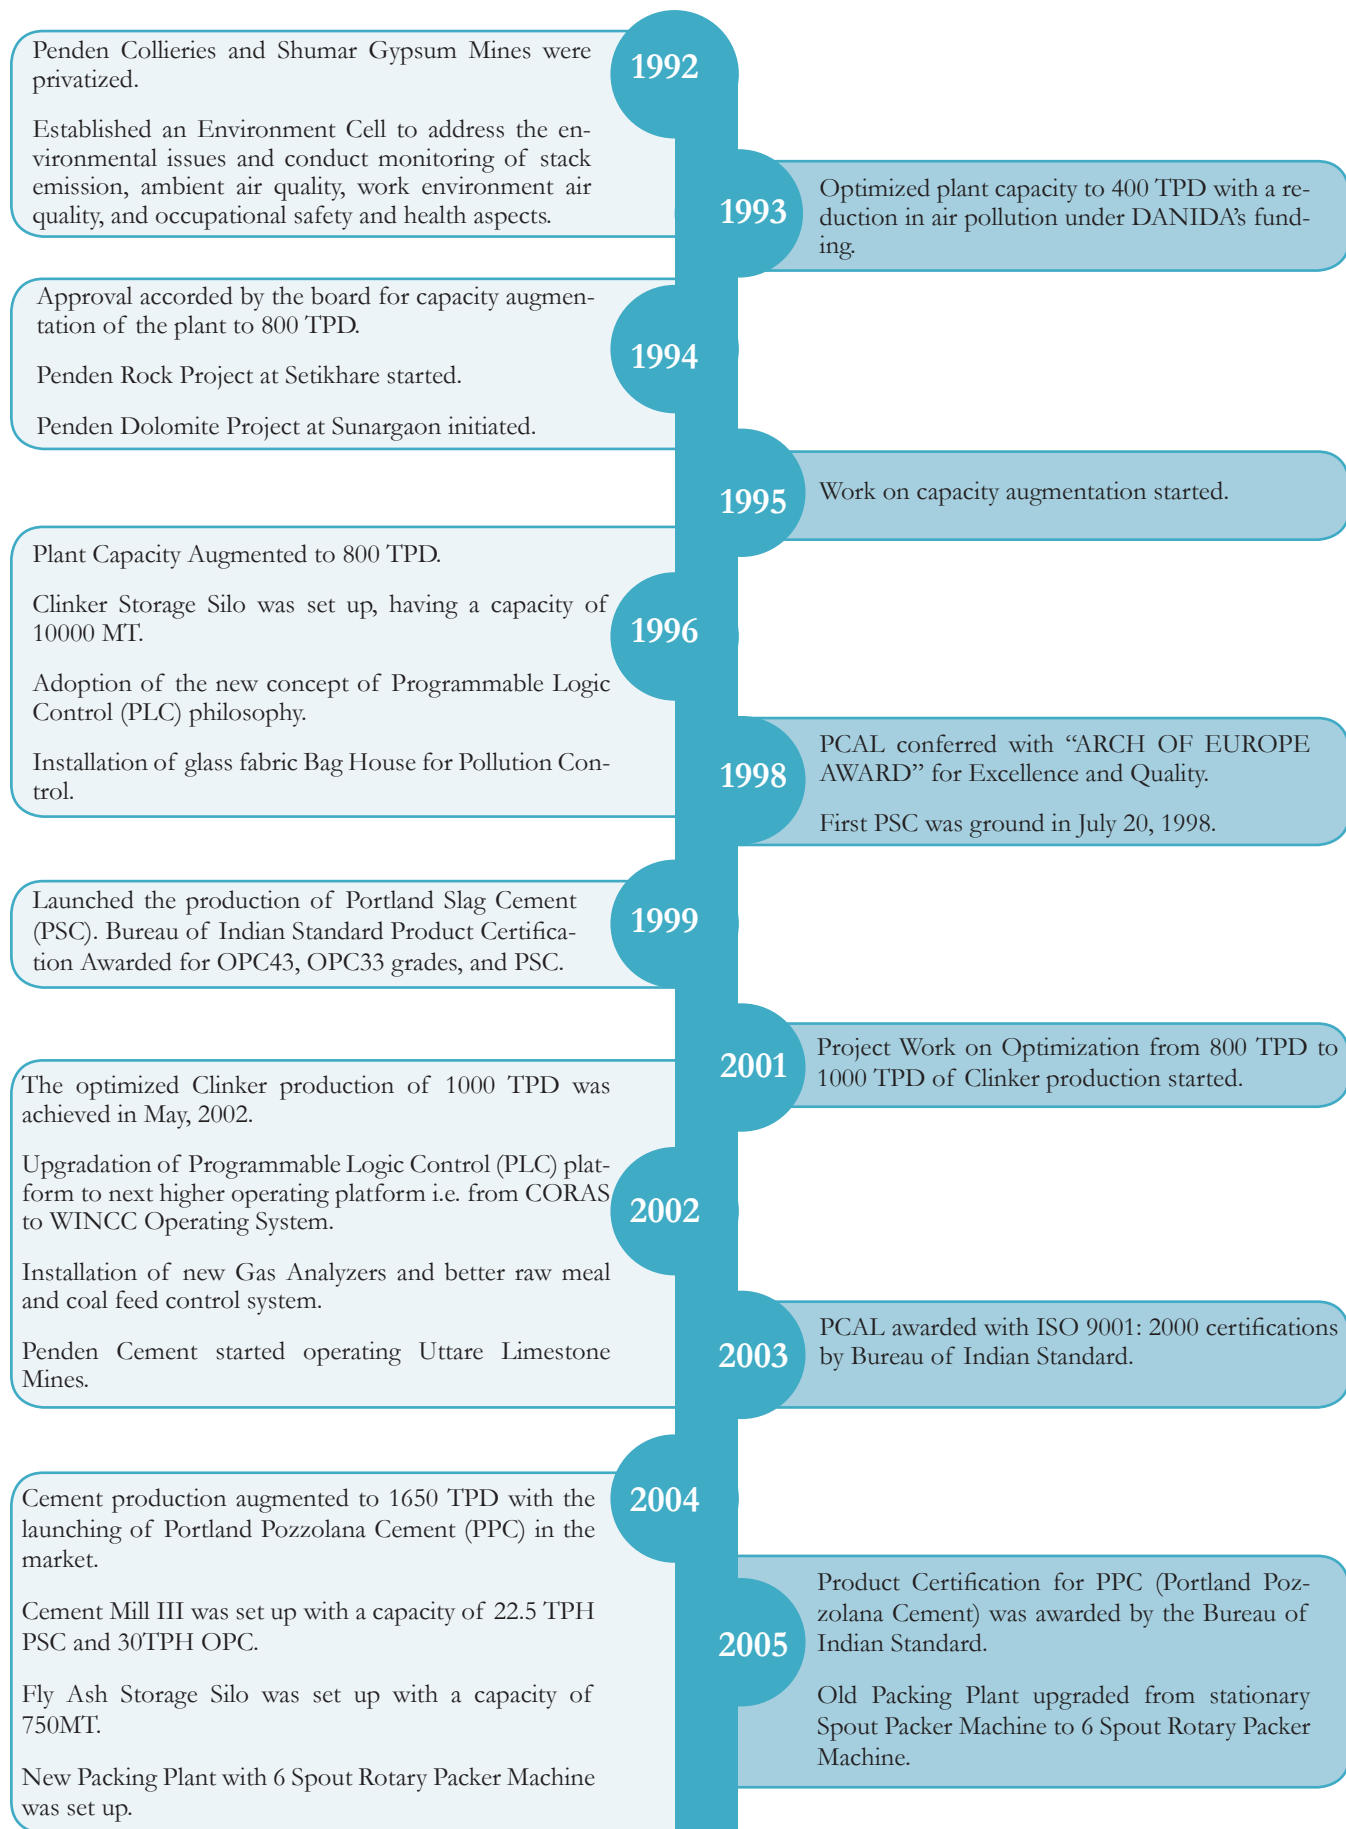 1992
Penden Collieries and Shumar Gypsum Mines were
privatized.
Established an Environment Cell to address the en-
vironmental issues and conduct monitoring of stack
emission, ambient air quality, work environment air
quality, and occupational safety and health aspects.
1993
Optimized plant capacity to 400 TPD with a re-
duction in air pollution under DANIDA’s fund-
ing.
1994
Approval accorded by the board for capacity augmen-
tation of the plant to 800 TPD.
Penden Rock Project at Setikhare started.
Penden Dolomite Project at Sunargaon initiated.
1995
Work on capacity augmentation started.
1996
Plant Capacity Augmented to 800 TPD.
Clinker Storage Silo was set up, having a capacity of
10000 MT.
Adoption of the new concept of Programmable Logic
Control (PLC) philosophy.
Installation of glass fabric Bag House for Pollution Con-
trol.
1998
PCAL conferred with “ARCH OF EUROPE
AWARD” for Excellence and Quality.
First PSC was ground in July 20, 1998.
1999
Launched the production of Portland Slag Cement
(PSC). Bureau of Indian Standard Product Certifica-
tion Awarded for OPC43, OPC33 grades, and PSC.
2001
Project Work on Optimization from 800 TPD to
1000 TPD of Clinker production started.
2002
The optimized Clinker production of 1000 TPD was
achieved in May, 2002.
Upgradation of Programmable Logic Control (PLC) plat-
form to next higher operating platform i.e. from CORAS
to WINCC Operating System.
Installation of new Gas Analyzers and better raw meal
and coal feed control system.
Penden Cement started operating Uttare Limestone
Mines.
2003
PCAL awarded with ISO 9001: 2000 certifications
by Bureau of Indian Standard.
2004
Cement production augmented to 1650 TPD with the
launching of Portland Pozzolana Cement (PPC) in the
market.
Cement Mill III was set up with a capacity of 22.5 TPH
PSC and 30TPH OPC.
Fly Ash Storage Silo was set up with a capacity of
750MT.
New Packing Plant with 6 Spout Rotary Packer Machine
was set up.
2005
Product Certification for PPC (Portland Poz-
zolana Cement) was awarded by the Bureau of
Indian Standard.
Old Packing Plant upgraded from stationary
Spout Packer Machine to 6 Spout Rotary Packer
Machine.